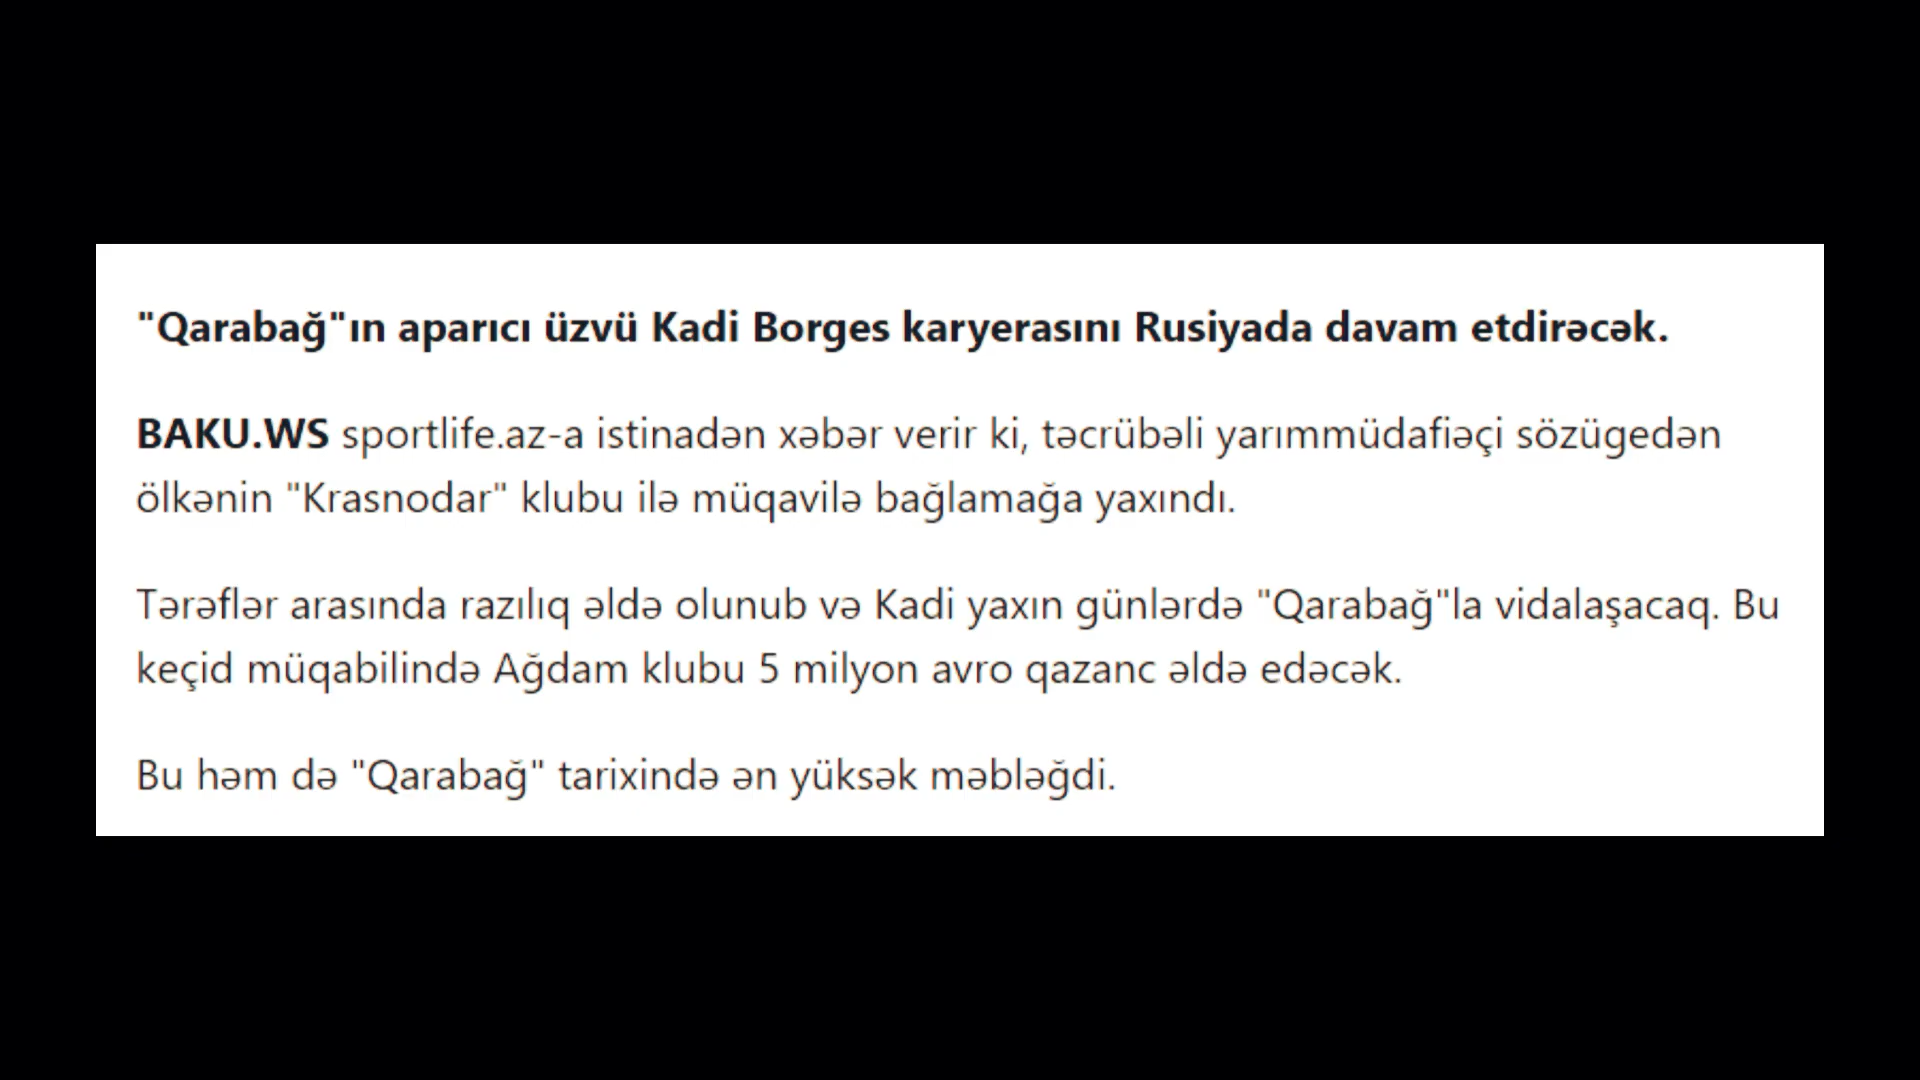 "Qarabağ"ın aparıcı üzvü Kadi Borges karyerasını Rusiyada davam etdirəcək.
BAKU.WS sportlife.az-a istinadən xəbər verir ki, təcrübəli yarımmüdafiəçi sözügedən
ölkənin "Krasnodar" klubu ilə müqavilə bağlamağa yaxındı.
Tərəflər arasında razılıq əldə olunub və Kadi yaxın günlərdə "Qarabağ"la vidalaşacaq. Bu
keçid müqabilində Ağdam klubu 5 milyon avro qazanc əldə edəcək.
Bu həm də "Qarabağ" tarixində ən yüksək məbləğdi.